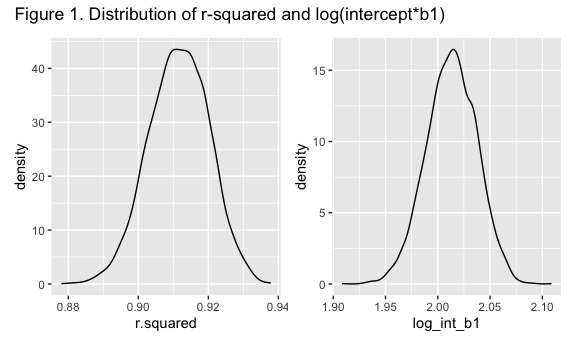 Figure 1. Distribution of r-squared and log(intercept*b1)
density
40
30
20
10
0
0.88 0.90 0.92 0.94
r.squared
density
15
10
5
0
1.90 1.95 2.00 2.05 2.10
log_int_b1